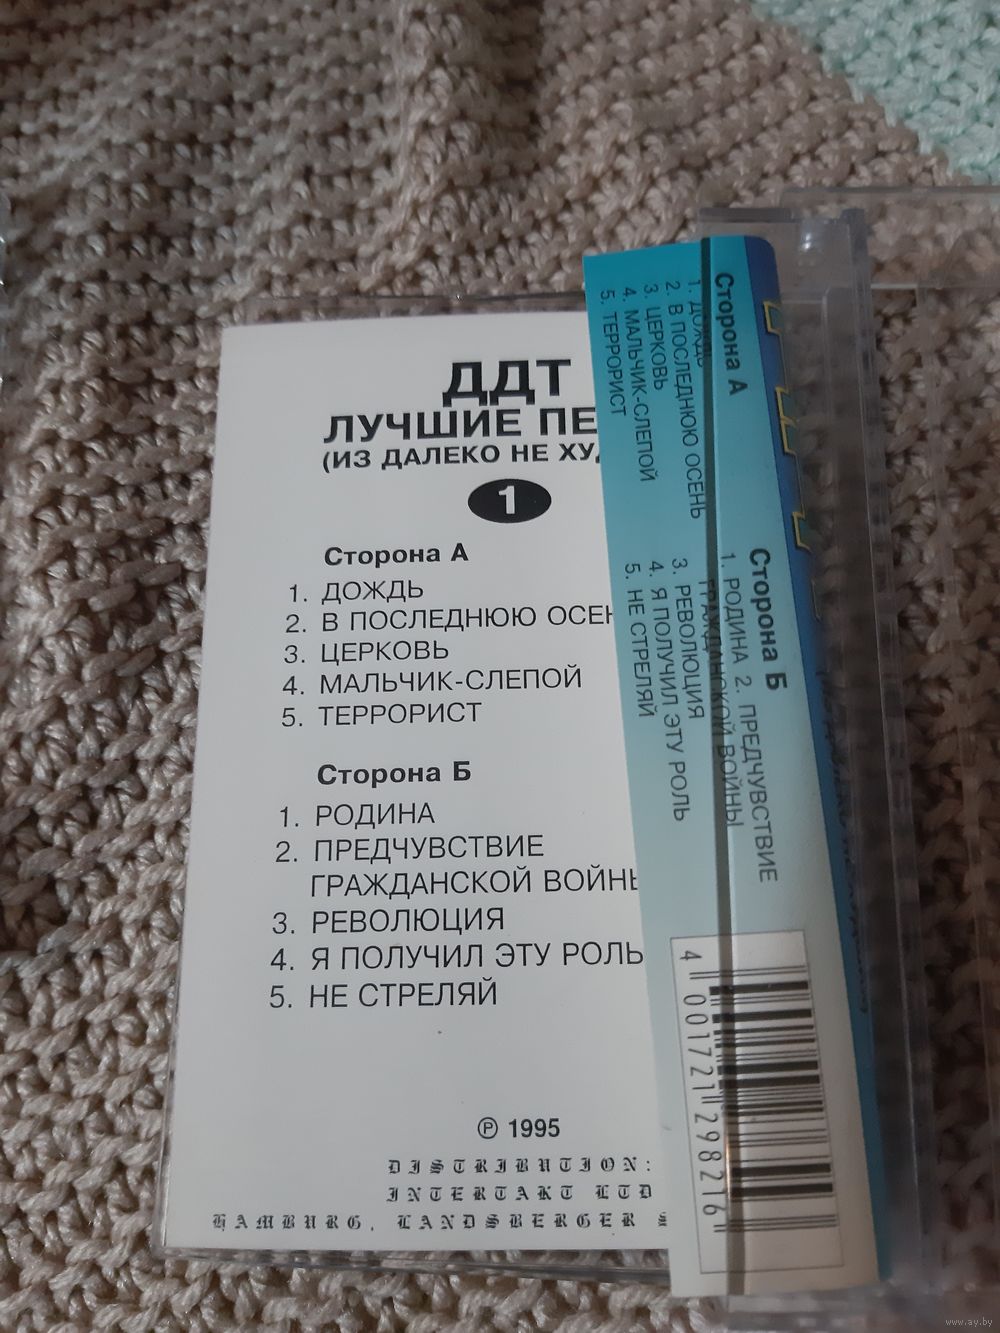 ДДТ
ЛУЧШИЕ ПЕ
(ИЗ ДАЛЕКО НЕ ХУД
1
Сторона А
1. ДОЖДЬ
2. В ПОСЛЕДНЮЮ ОСЕН
3. ЦЕРКОВЬ
4. МАЛЬЧИК-СЛЕПОЙ
5. ТЕРРОРИСТ
Сторона Б
1. РОДИНА
2. ПРЕДЧУВСТВИЕ
ГРАЖДАНСКОЙ ВОЙНЫ
3. РЕВОЛЮЦИЯ
4. Я ПОЛУЧИЛ ЭТУ РОЛЬ
5. НЕ СТРЕЛЯЙ
℗ 1995
DISTRIBUTION:
INTERTAKT LTD
HAMBURG, LANDSBERGER
Сторона А
1. ДОЖДЬ
2. В ПОСЛЕДНЮЮ ОСЕНЬ
3. ЦЕРКОВЬ
4. МАЛЬЧИК-СЛЕПОЙ
5. ТЕРРОРИСТ
Сторона Б
1. РОДИНА 2. ПРЕДЧУВСТВИЕ
ГРАЖДАНСКОЙ ВОЙНЫ
3. РЕВОЛЮЦИЯ
4. Я ПОЛУЧИЛ ЭТУ РОЛЬ
5. НЕ СТРЕЛЯЙ
4 001721 298216
www.ay.by